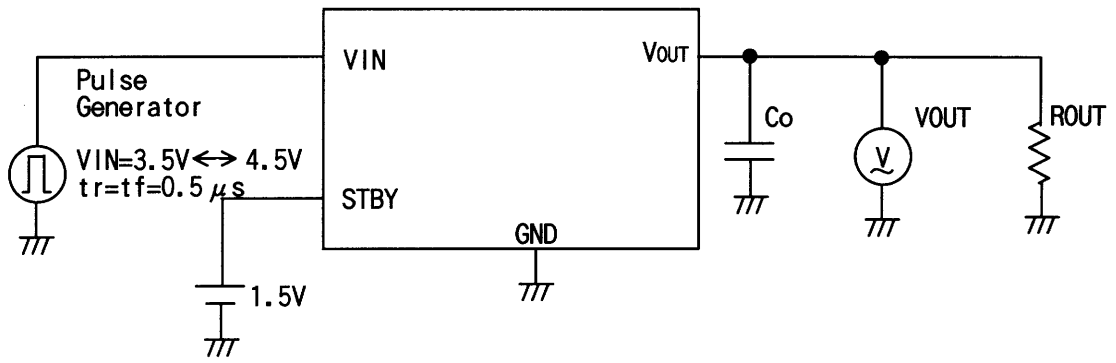 VIN
VOUT
Pulse
Generator
VIN=3.5V↔4.5V
tr=tf=0.5μs
STBY
GND
1.5V
Co
VOUT
V
ROUT